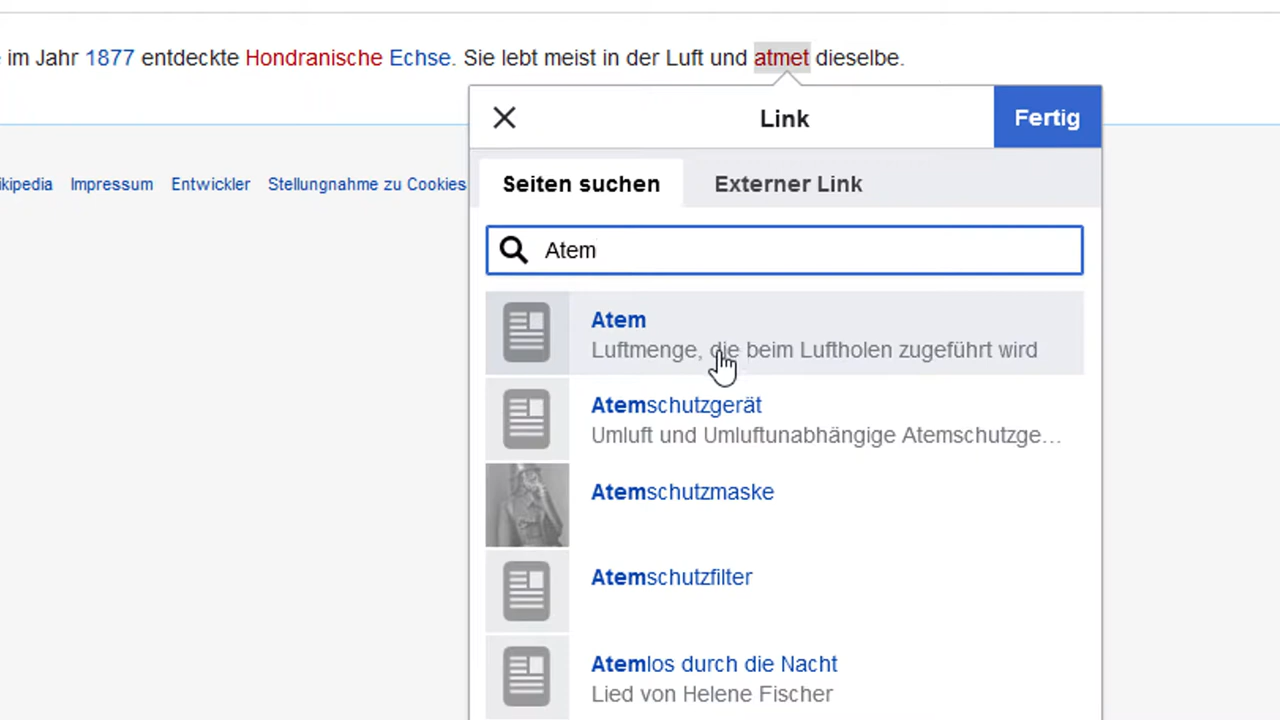 im Jahr 1877 entdeckte Hondranische Echse. Sie lebt meist in der Luft und atmet dieselbe.
Link
Fertig
ikipedia Impressum Entwickler Stellungnahme zu Cookies
Seiten suchen Externer Link
Atem
Atem
Luftmenge, die beim Luftholen zugeführt wird
Atemschutzgerät
Umluft und Umluftunabhängige Atemschutzge…
Atemschutzmaske
Atemschutzfilter
Atemlos durch die Nacht
Lied von Helene Fischer